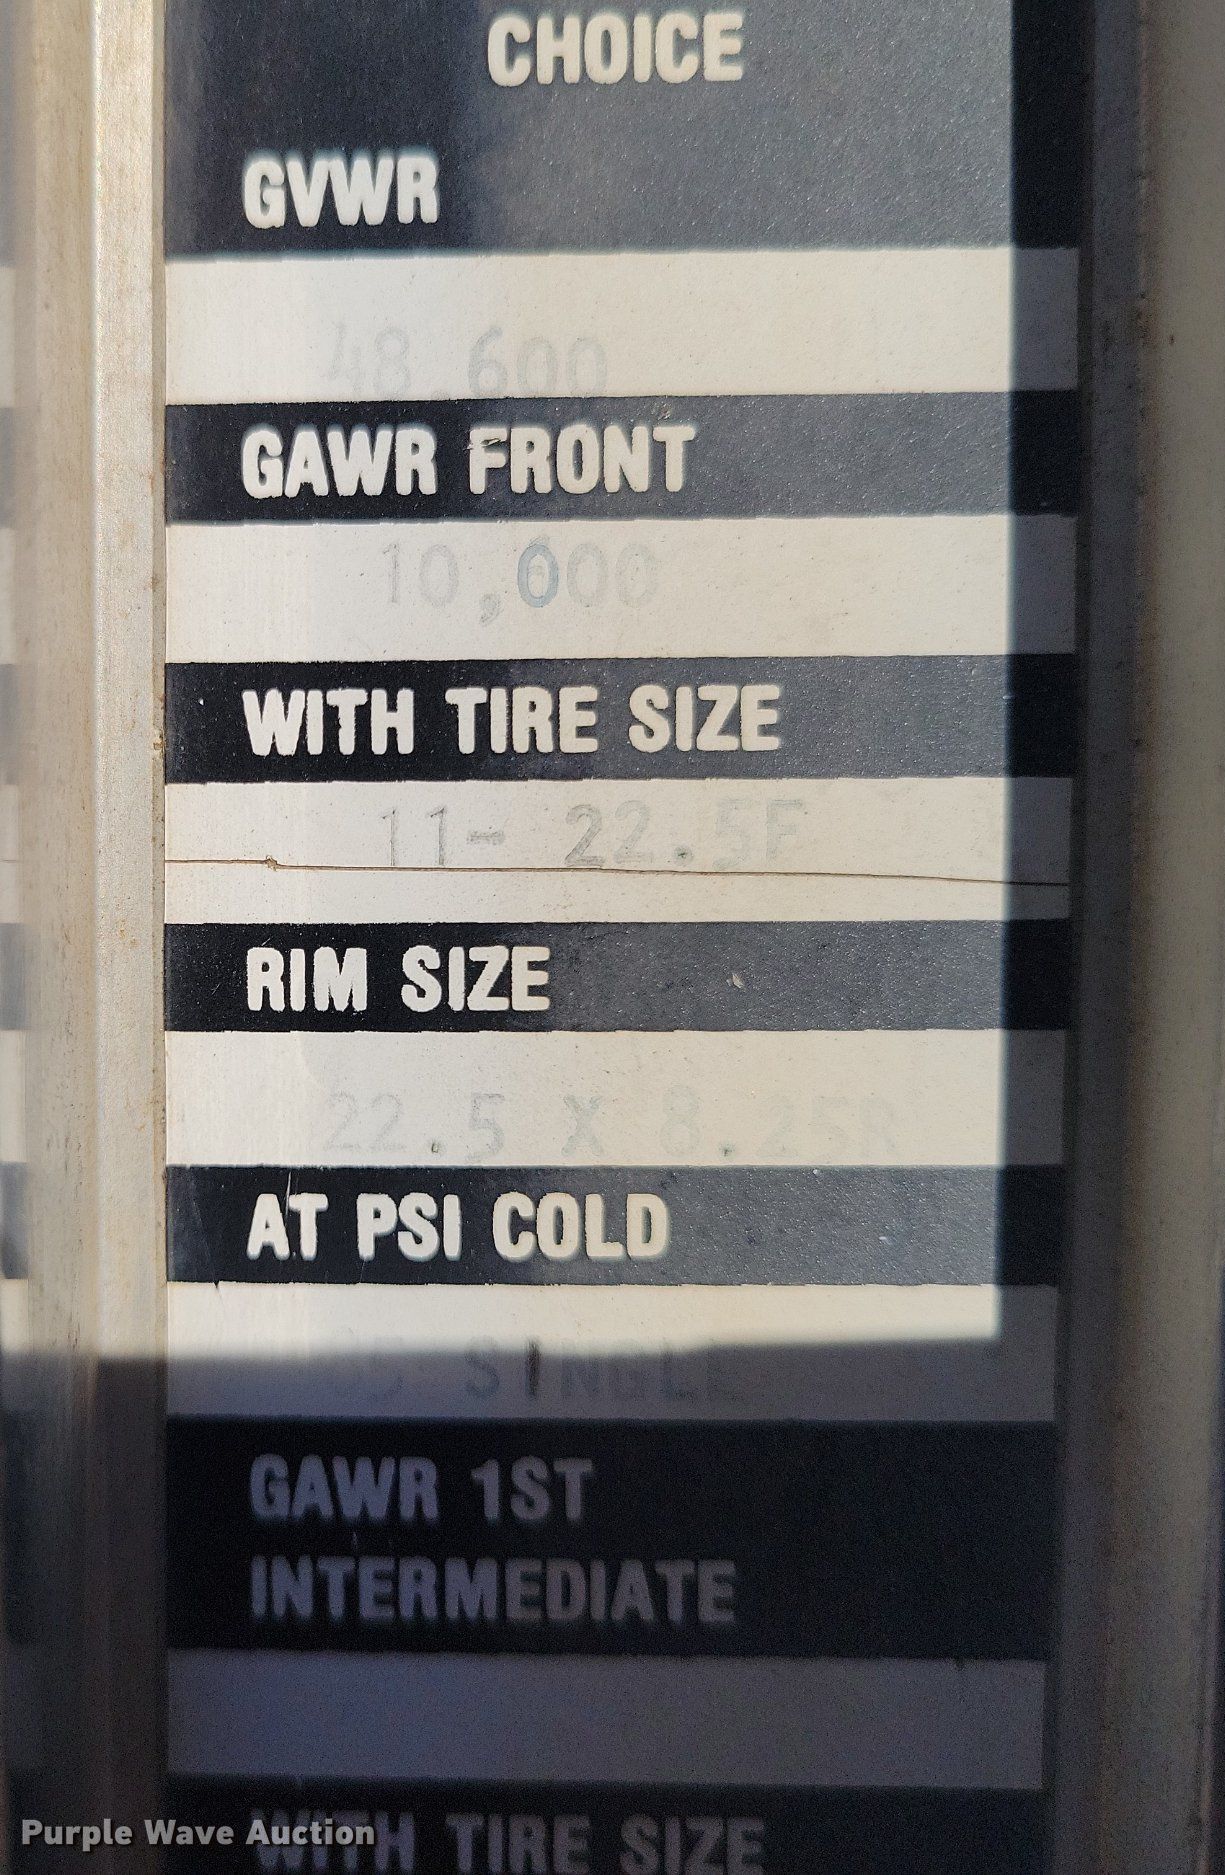 CHOICE
GVWR
48,600
GAWR FRONT
10,000
WITH TIRE SIZE
11- 22.5F
RIM SIZE
22.5 X 8.25R
AT PSI COLD
SINGLE
GAWR 1ST
INTERMEDIATE
WITH TIRE SIZE
Purple Wave Auction